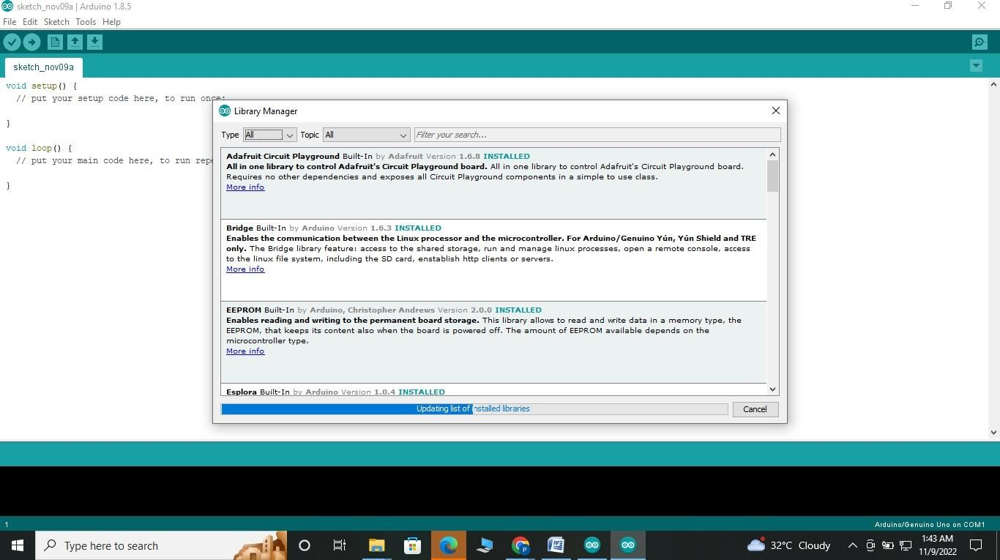 sketch_nov09a | Arduino 1.8.5
File Edit Sketch Tools Help
sketch_nov09a
void setup() {
// put your setup code here, to run once:
}
void loop() {
// put your main code here, to run repe
}
Library Manager
Type All Topic All Filter your search...
Adafruit Circuit Playground Built-In by Adafruit Version 1.6.8 INSTALLED
All in one library to control Adafruit's Circuit Playground board. All in one library to control Adafruit's Circuit Playground board.
Requires no other dependencies and exposes all Circuit Playground components in a simple to use class.
More info
Bridge Built-In by Arduino Version 1.6.3 INSTALLED
Enables the communication between the Linux processor and the microcontroller. For Arduino/Genuino Yún, Yún Shield and TRE
only. The Bridge library feature: access to the shared storage, run and manage linux processes, open a remote console, access
to the linux file system, including the SD card, enstablish http clients or servers.
More info
EEPROM Built-In by Arduino, Christopher Andrews Version 2.0.0 INSTALLED
Enables reading and writing to the permanent board storage. This library allows to read and write data in a memory type, the
EEPROM, that keeps its content also when the board is powered off. The amount of EEPROM available depends on the
microcontroller type.
More info
Esplora Built-In by Arduino Version 1.0.4 INSTALLED
Updating list of installed libraries Cancel
1 Arduino/Genuino Uno on COM1
Type here to search 32°C Cloudy 1:43 AM
11/9/2022